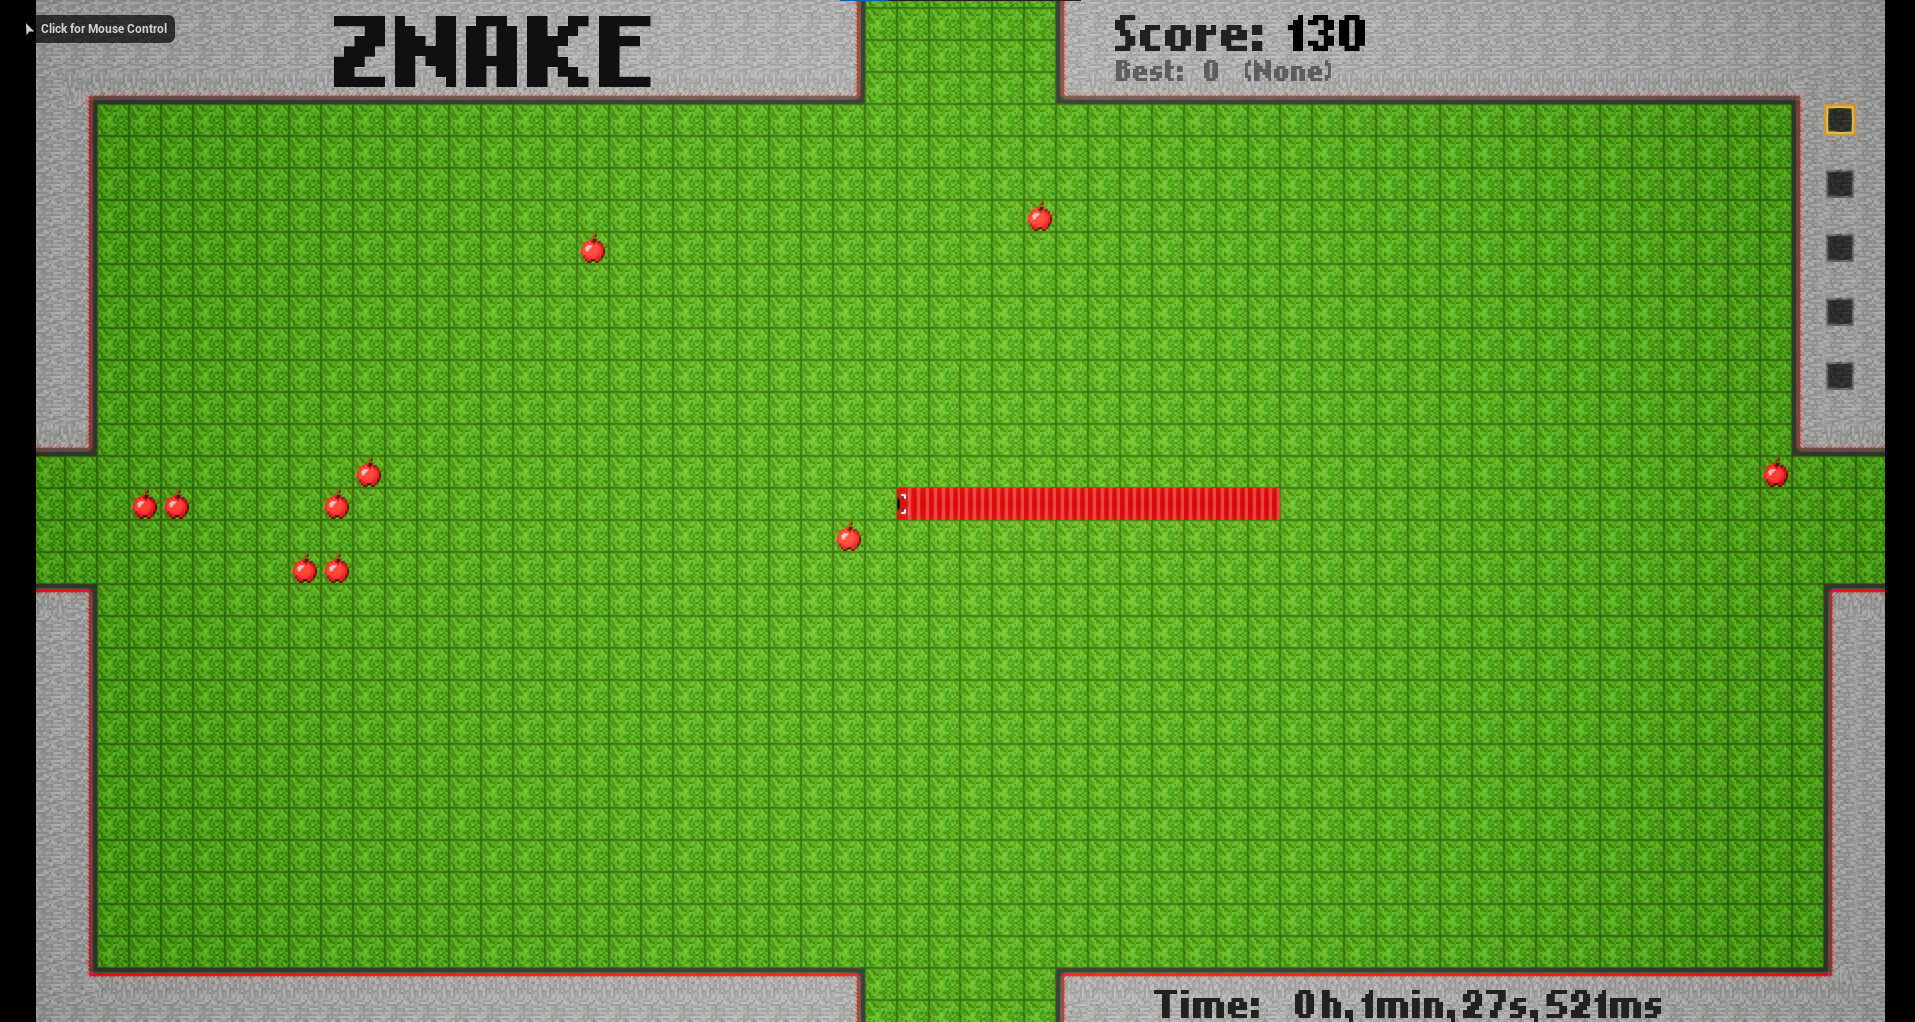 Click for Mouse Control
ZNAKE
Score: 130
Best: 0 (None)
Time: 0h,1min,27s,521ms